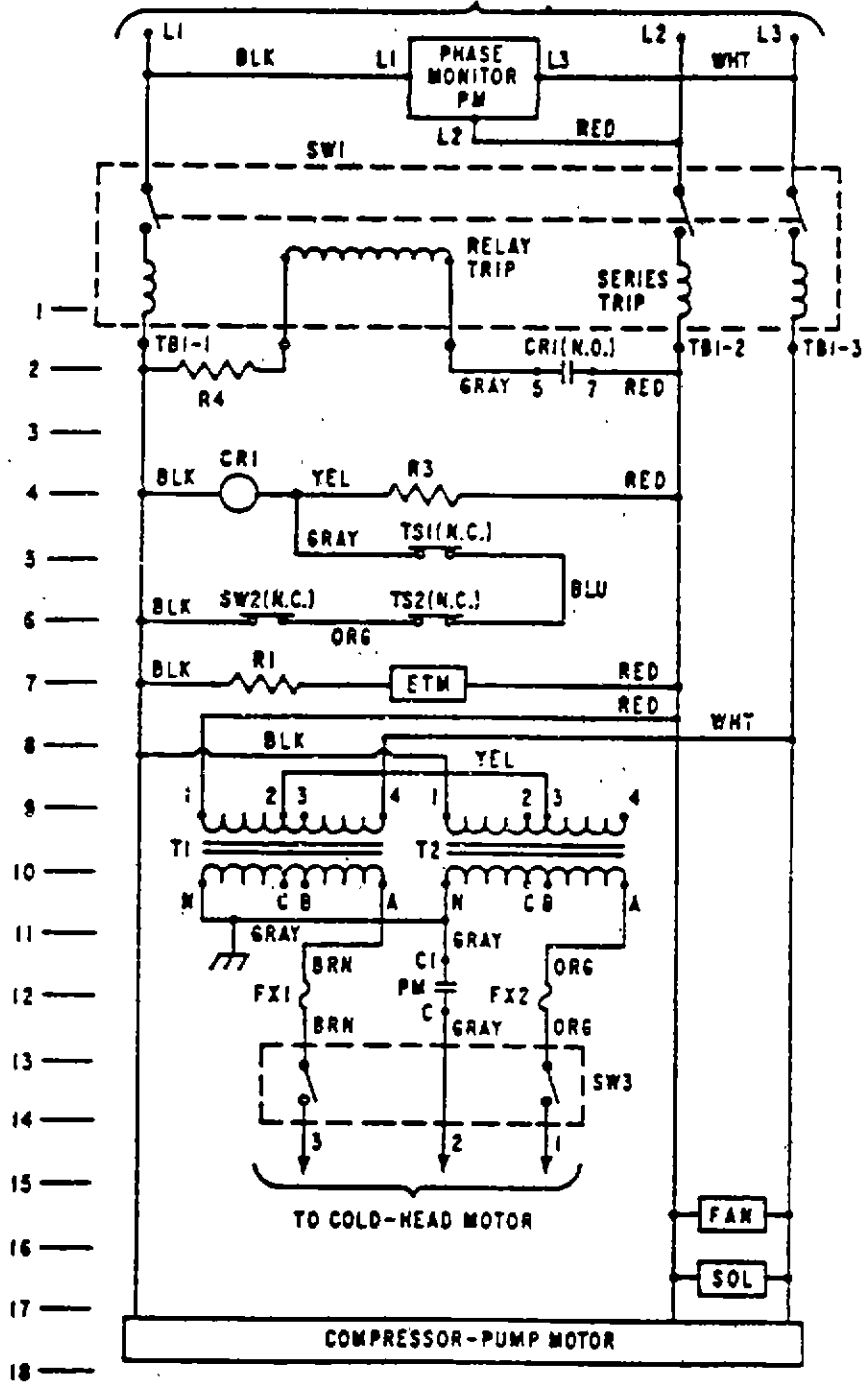 L1 L2 L3
BLK L1 PHASE MONITOR PM L3 WHT
L2 RED
SW1
RELAY TRIP
SERIES TRIP
1
TB1-1 CR1(N.O.) TB1-2 TB1-3
2 R4 GRAY 5 7 RED
3
CR1
4 BLK YEL R3 RED
5 GRAY TS1(N.C.)
BLU
6 BLK SW2(N.C.) ORG TS2(N.C.)
7 BLK R1 ETM RED
RED
8 BLK WHT
YEL
9 1 2 3 4 1 2 3 4
T1 T2
10
N C B A N C B A
11 GRAY GRAY
BRN C1 ORG
12 FX1 PM FX2
C
BRN GRAY ORG
13
SW3
14
3 2 1
15
TO COLD-HEAD MOTOR
FAN
16
SOL
17
COMPRESSOR-PUMP MOTOR
18